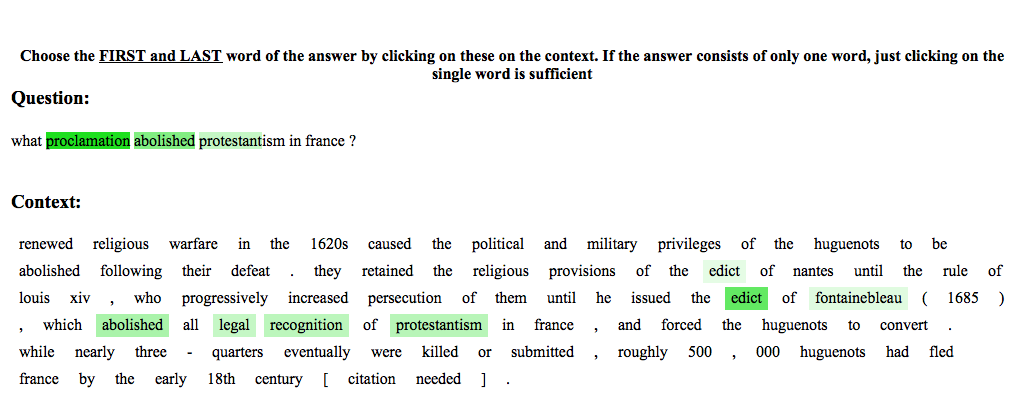 Choose the FIRST and LAST word of the answer by clicking on these on the context. If the answer consists of only one word, just clicking on the
single word is sufficient
Question:
what proclamation abolished protestantism in france ?
Context:
renewed religious warfare in the 1620s caused the political and military privileges of the huguenots to be
abolished following their defeat . they retained the religious provisions of the edict of nantes until the rule of
louis xiv , who progressively increased persecution of them until he issued the edict of fontainebleau ( 1685 )
, which abolished all legal recognition of protestantism in france , and forced the huguenots to convert .
while nearly three - quarters eventually were killed or submitted , roughly 500 , 000 huguenots had fled
france by the early 18th century [ citation needed ] .